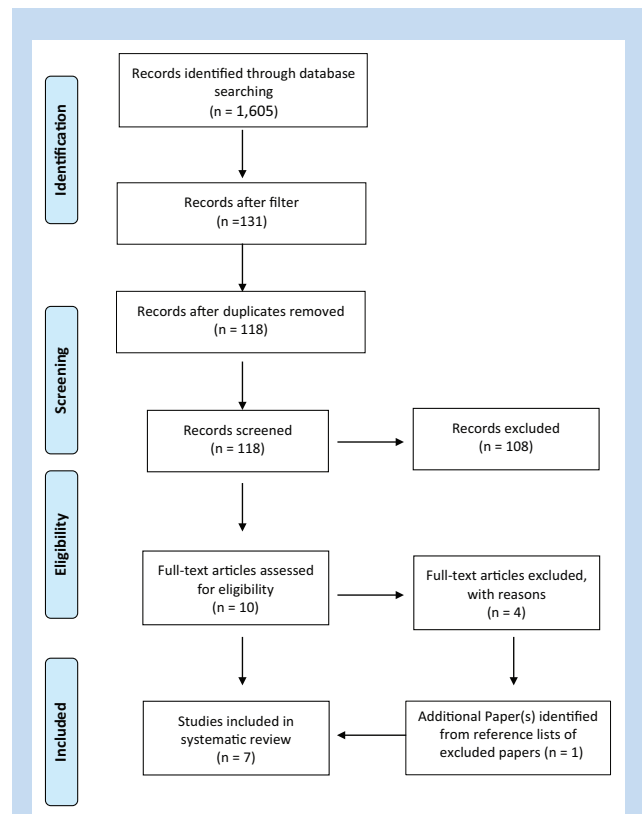 Identification
Records identified through database
searching
(n = 1,605)
Records after filter
(n =131)
Screening
Records after duplicates removed
(n = 118)
Records screened
(n = 118)
Records excluded
(n = 108)
Eligibility
Full-text articles assessed
for eligibility
(n = 10)
Full-text articles excluded,
with reasons
(n = 4)
Included
Studies included in
systematic review
(n = 7)
Additional Paper(s) identified
from reference lists of
excluded papers (n = 1)